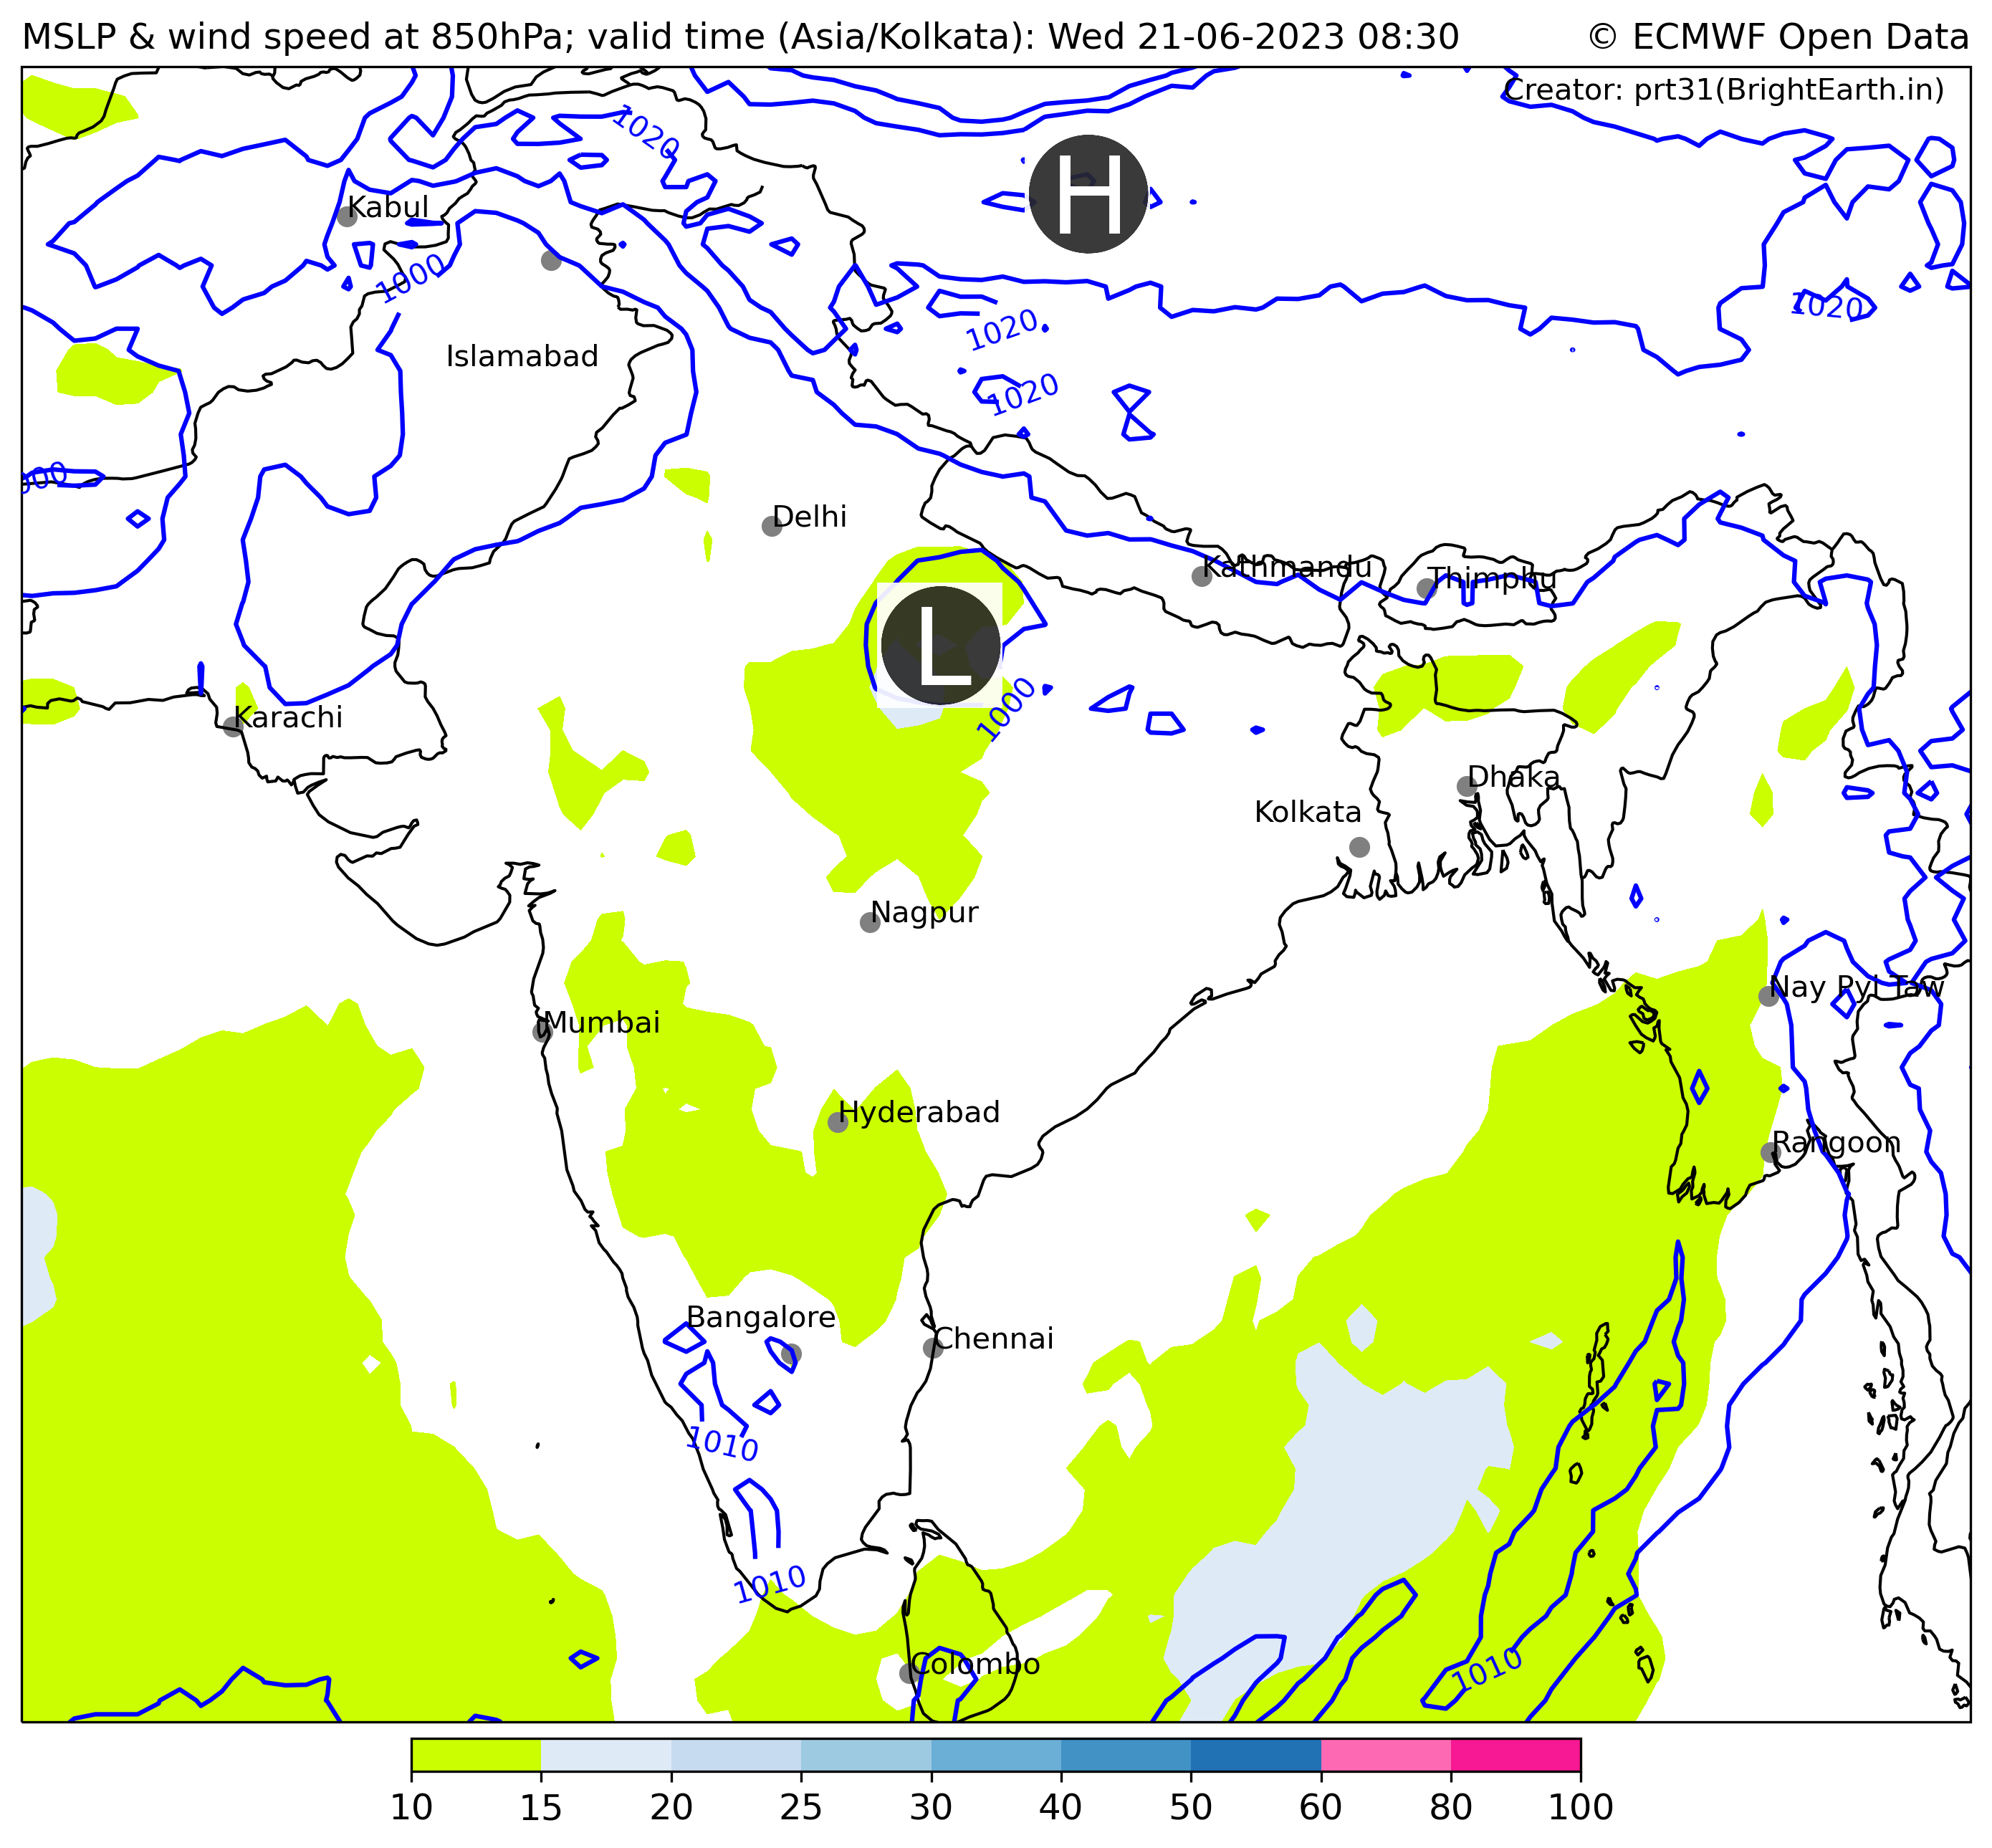 MSLP & wind speed at 850hPa; valid time (Asia/Kolkata): Wed 21-06-2023 08:30
© ECMWF Open Data
Creator: prt31(BrightEarth.in)
1020
H
Kabul
1000
1020
1020
Islamabad
1020
000
Delhi
Kathmandu
Thimphu
L
1000
Karachi
Dhaka
Kolkata
Nagpur
Nay Pyi Taw
Mumbai
Hyderabad
Rangoon
Bangalore
Chennai
1010
1010
Colombo
1010
10 15 20 25 30 40 50 60 80 100